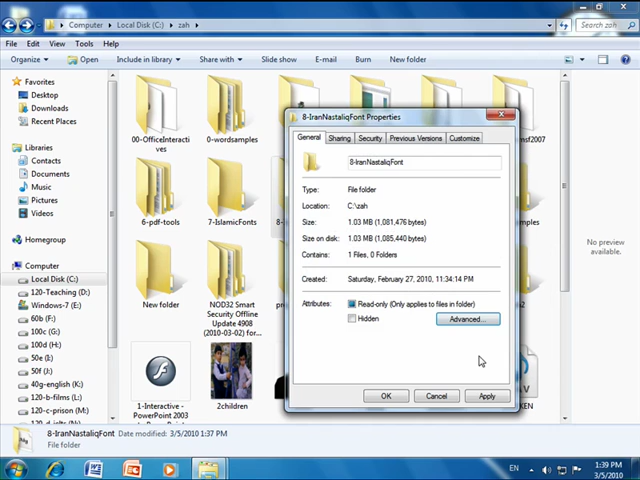 Computer ▸ Local Disk (C:) ▸ zah ▸
Search zah
File Edit View Tools Help
Organize Open Include in library Share with Slide show E-mail Burn New folder
Favorites
Desktop
Downloads
Recent Places
Libraries
Contacts
Documents
Music
Pictures
Videos
Homegroup
Computer
Local Disk (C:)
120-Teaching (D:)
Windows-7 (E:)
60b (F:)
100c (G:)
100d (H:)
50e (I:)
50f (J:)
40g-english (K:)
120-l-arabic (L:)
120-c-prison (M:)
00-OfficeInteracti
ves
0-wordsamples
msf2007
6-pdf-tools
7-IslamicFonts
8-
mples
New folder
NOD32 Smart
Security Offline
Update 4908
(2010-03-02) for...
1-Interactive -
PowerPoint 2003
2children
KEN
No preview
available.
8-IranNastaliqFont Properties
General Sharing Security Previous Versions Customize
8-IranNastaliqFont
Type: File folder
Location: C:\zah
Size: 1.03 MB (1,081,476 bytes)
Size on disk: 1.03 MB (1,085,440 bytes)
Contains: 1 Files, 0 Folders
Created: Saturday, February 27, 2010, 11:34:14 PM
Attributes: Read-only (Only applies to files in folder)
Hidden Advanced...
OK Cancel Apply
8-IranNastaliqFont Date modified: 3/5/2010 1:37 PM
File folder
EN 1:39 PM
3/5/2010